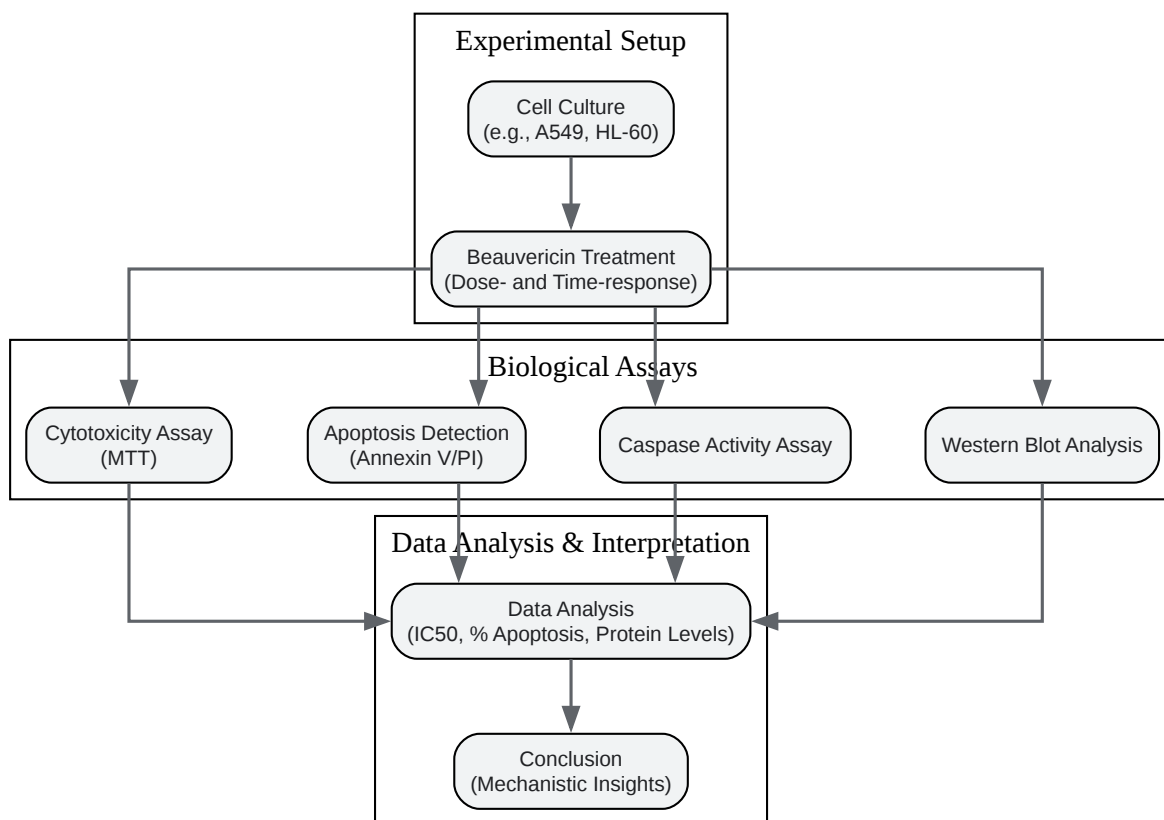 Experimental Setup
Cell Culture
(e.g., A549, HL-60)
Beauvericin Treatment
(Dose- and Time-response)
Biological Assays
Cytotoxicity Assay
(MTT)
Apoptosis Detection
(Annexin V/PI)
Caspase Activity Assay
Western Blot Analysis
Data Analysis & Interpretation
Data Analysis
(IC50, % Apoptosis, Protein Levels)
Conclusion
(Mechanistic Insights)